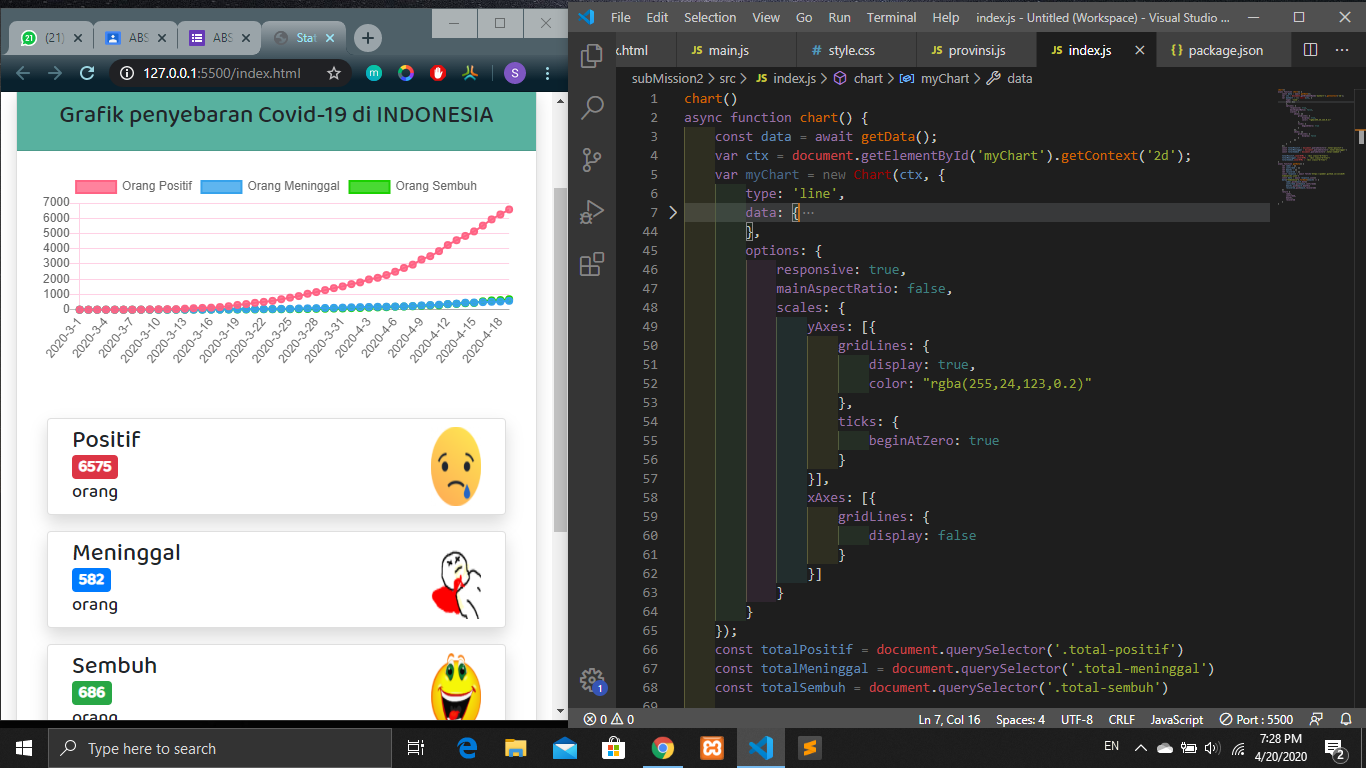 (21)
ABS
ABS
Stat
127.0.0.1:5500/index.html
S
Grafik penyebaran Covid-19 di INDONESIA
Orang Positif
Orang Meninggal
Orang Sembuh
7000
6000
5000
4000
3000
2000
1000
0
2020-3-1
2020-3-4
2020-3-7
2020-3-10
2020-3-13
2020-3-16
2020-3-19
2020-3-22
2020-3-25
2020-3-28
2020-3-31
2020-4-3
2020-4-6
2020-4-9
2020-4-12
2020-4-15
2020-4-18
Positif
6575
orang
Meninggal
582
orang
Sembuh
686
orang
File Edit Selection View Go Run Terminal Help index.js - Untitled (Workspace) - Visual Studio ...
x.html
JS main.js
# style.css
JS provinsi.js
JS index.js
{} package.json
subMission2 > src > JS index.js > chart > myChart > data
1 chart()
2 async function chart() {
3 const data = await getData();
4 var ctx = document.getElementById('myChart').getContext('2d');
5 var myChart = new Chart(ctx, {
6 type: 'line',
7 data: { ...
44 },
45 options: {
46 responsive: true,
47 mainAspectRatio: false,
48 scales: {
49 yAxes: [{
50 gridLines: {
51 display: true,
52 color: "rgba(255,24,123,0.2)"
53 },
54 ticks: {
55 beginAtZero: true
56 }
57 }],
58 xAxes: [{
59 gridLines: {
60 display: false
61 }
62 }]
63 }
64 }
65 });
66 const totalPositif = document.querySelector('.total-positif')
67 const totalMeninggal = document.querySelector('.total-meninggal')
68 const totalSembuh = document.querySelector('.total-sembuh')
69
1
0 0
Ln 7, Col 16
Spaces: 4
UTF-8
CRLF
JavaScript
Port : 5500
Type here to search
EN
7:28 PM
4/20/2020
2